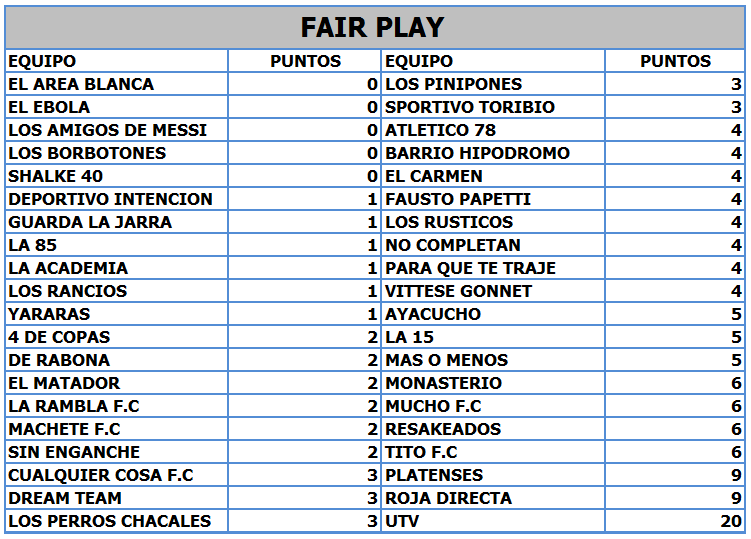 FAIR PLAY
EQUIPO PUNTOS EQUIPO PUNTOS
EL AREA BLANCA 0 LOS PINIPONES 3
EL EBOLA 0 SPORTIVO TORIBIO 3
LOS AMIGOS DE MESSI 0 ATLETICO 78 4
LOS BORBOTONES 0 BARRIO HIPODROMO 4
SHALKE 40 0 EL CARMEN 4
DEPORTIVO INTENCION 1 FAUSTO PAPETTI 4
GUARDA LA JARRA 1 LOS RUSTICOS 4
LA 85 1 NO COMPLETAN 4
LA ACADEMIA 1 PARA QUE TE TRAJE 4
LOS RANCIOS 1 VITTESE GONNET 4
YARARAS 1 AYACUCHO 5
4 DE COPAS 2 LA 15 5
DE RABONA 2 MAS O MENOS 5
EL MATADOR 2 MONASTERIO 6
LA RAMBLA F.C 2 MUCHO F.C 6
MACHETE F.C 2 RESAKEADOS 6
SIN ENGANCHE 2 TITO F.C 6
CUALQUIER COSA F.C 3 PLATENSES 9
DREAM TEAM 3 ROJA DIRECTA 9
LOS PERROS CHACALES 3 UTV 20